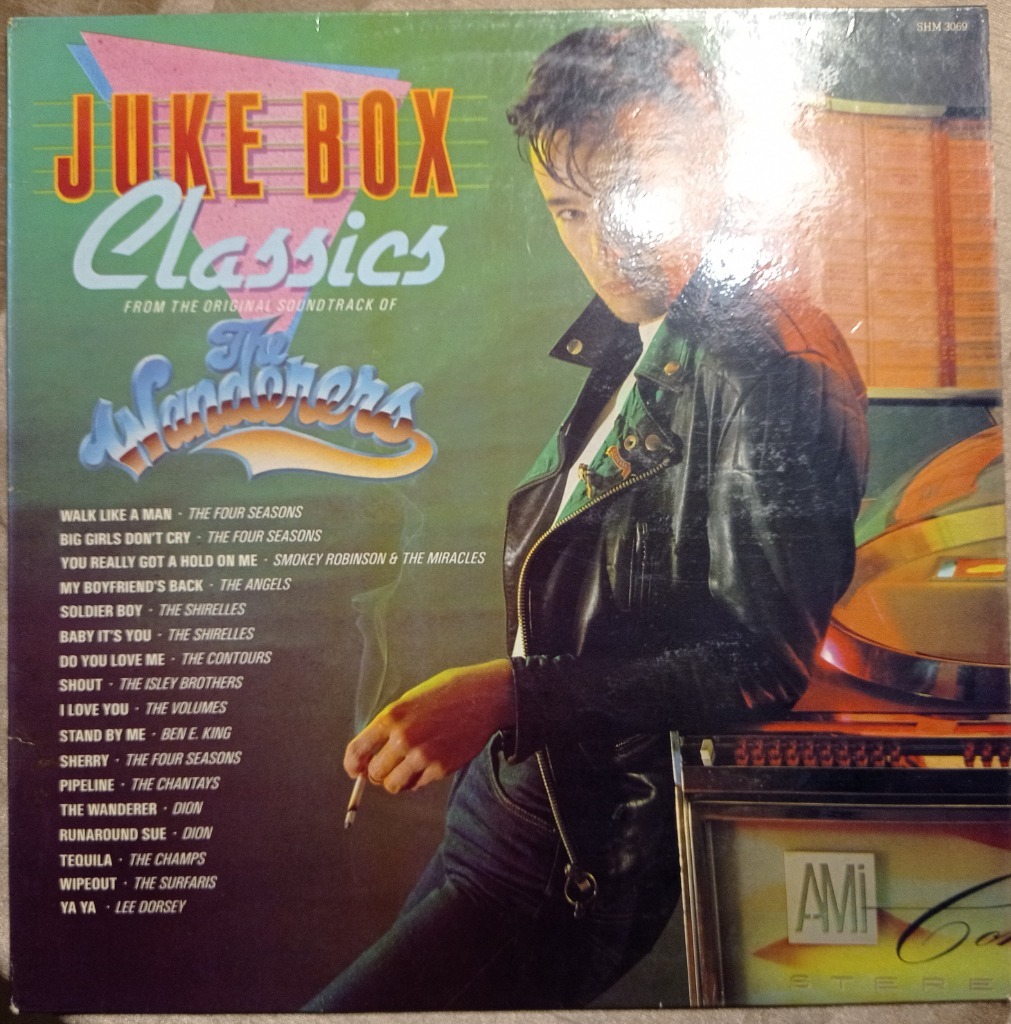 SHM 3069
JUKE BOX
Classics
FROM THE ORIGINAL SOUNDTRACK OF
The
Wanderers
WALK LIKE A MAN · THE FOUR SEASONS
BIG GIRLS DON'T CRY · THE FOUR SEASONS
YOU REALLY GOT A HOLD ON ME · SMOKEY ROBINSON & THE MIRACLES
MY BOYFRIEND'S BACK · THE ANGELS
SOLDIER BOY · THE SHIRELLES
BABY IT'S YOU · THE SHIRELLES
DO YOU LOVE ME · THE CONTOURS
SHOUT · THE ISLEY BROTHERS
I LOVE YOU · THE VOLUMES
STAND BY ME · BEN E. KING
SHERRY · THE FOUR SEASONS
PIPELINE · THE CHANTAYS
THE WANDERER · DION
RUNAROUND SUE · DION
TEQUILA · THE CHAMPS
WIPEOUT · THE SURFARIS
YA YA · LEE DORSEY
AMi
Con
STERE